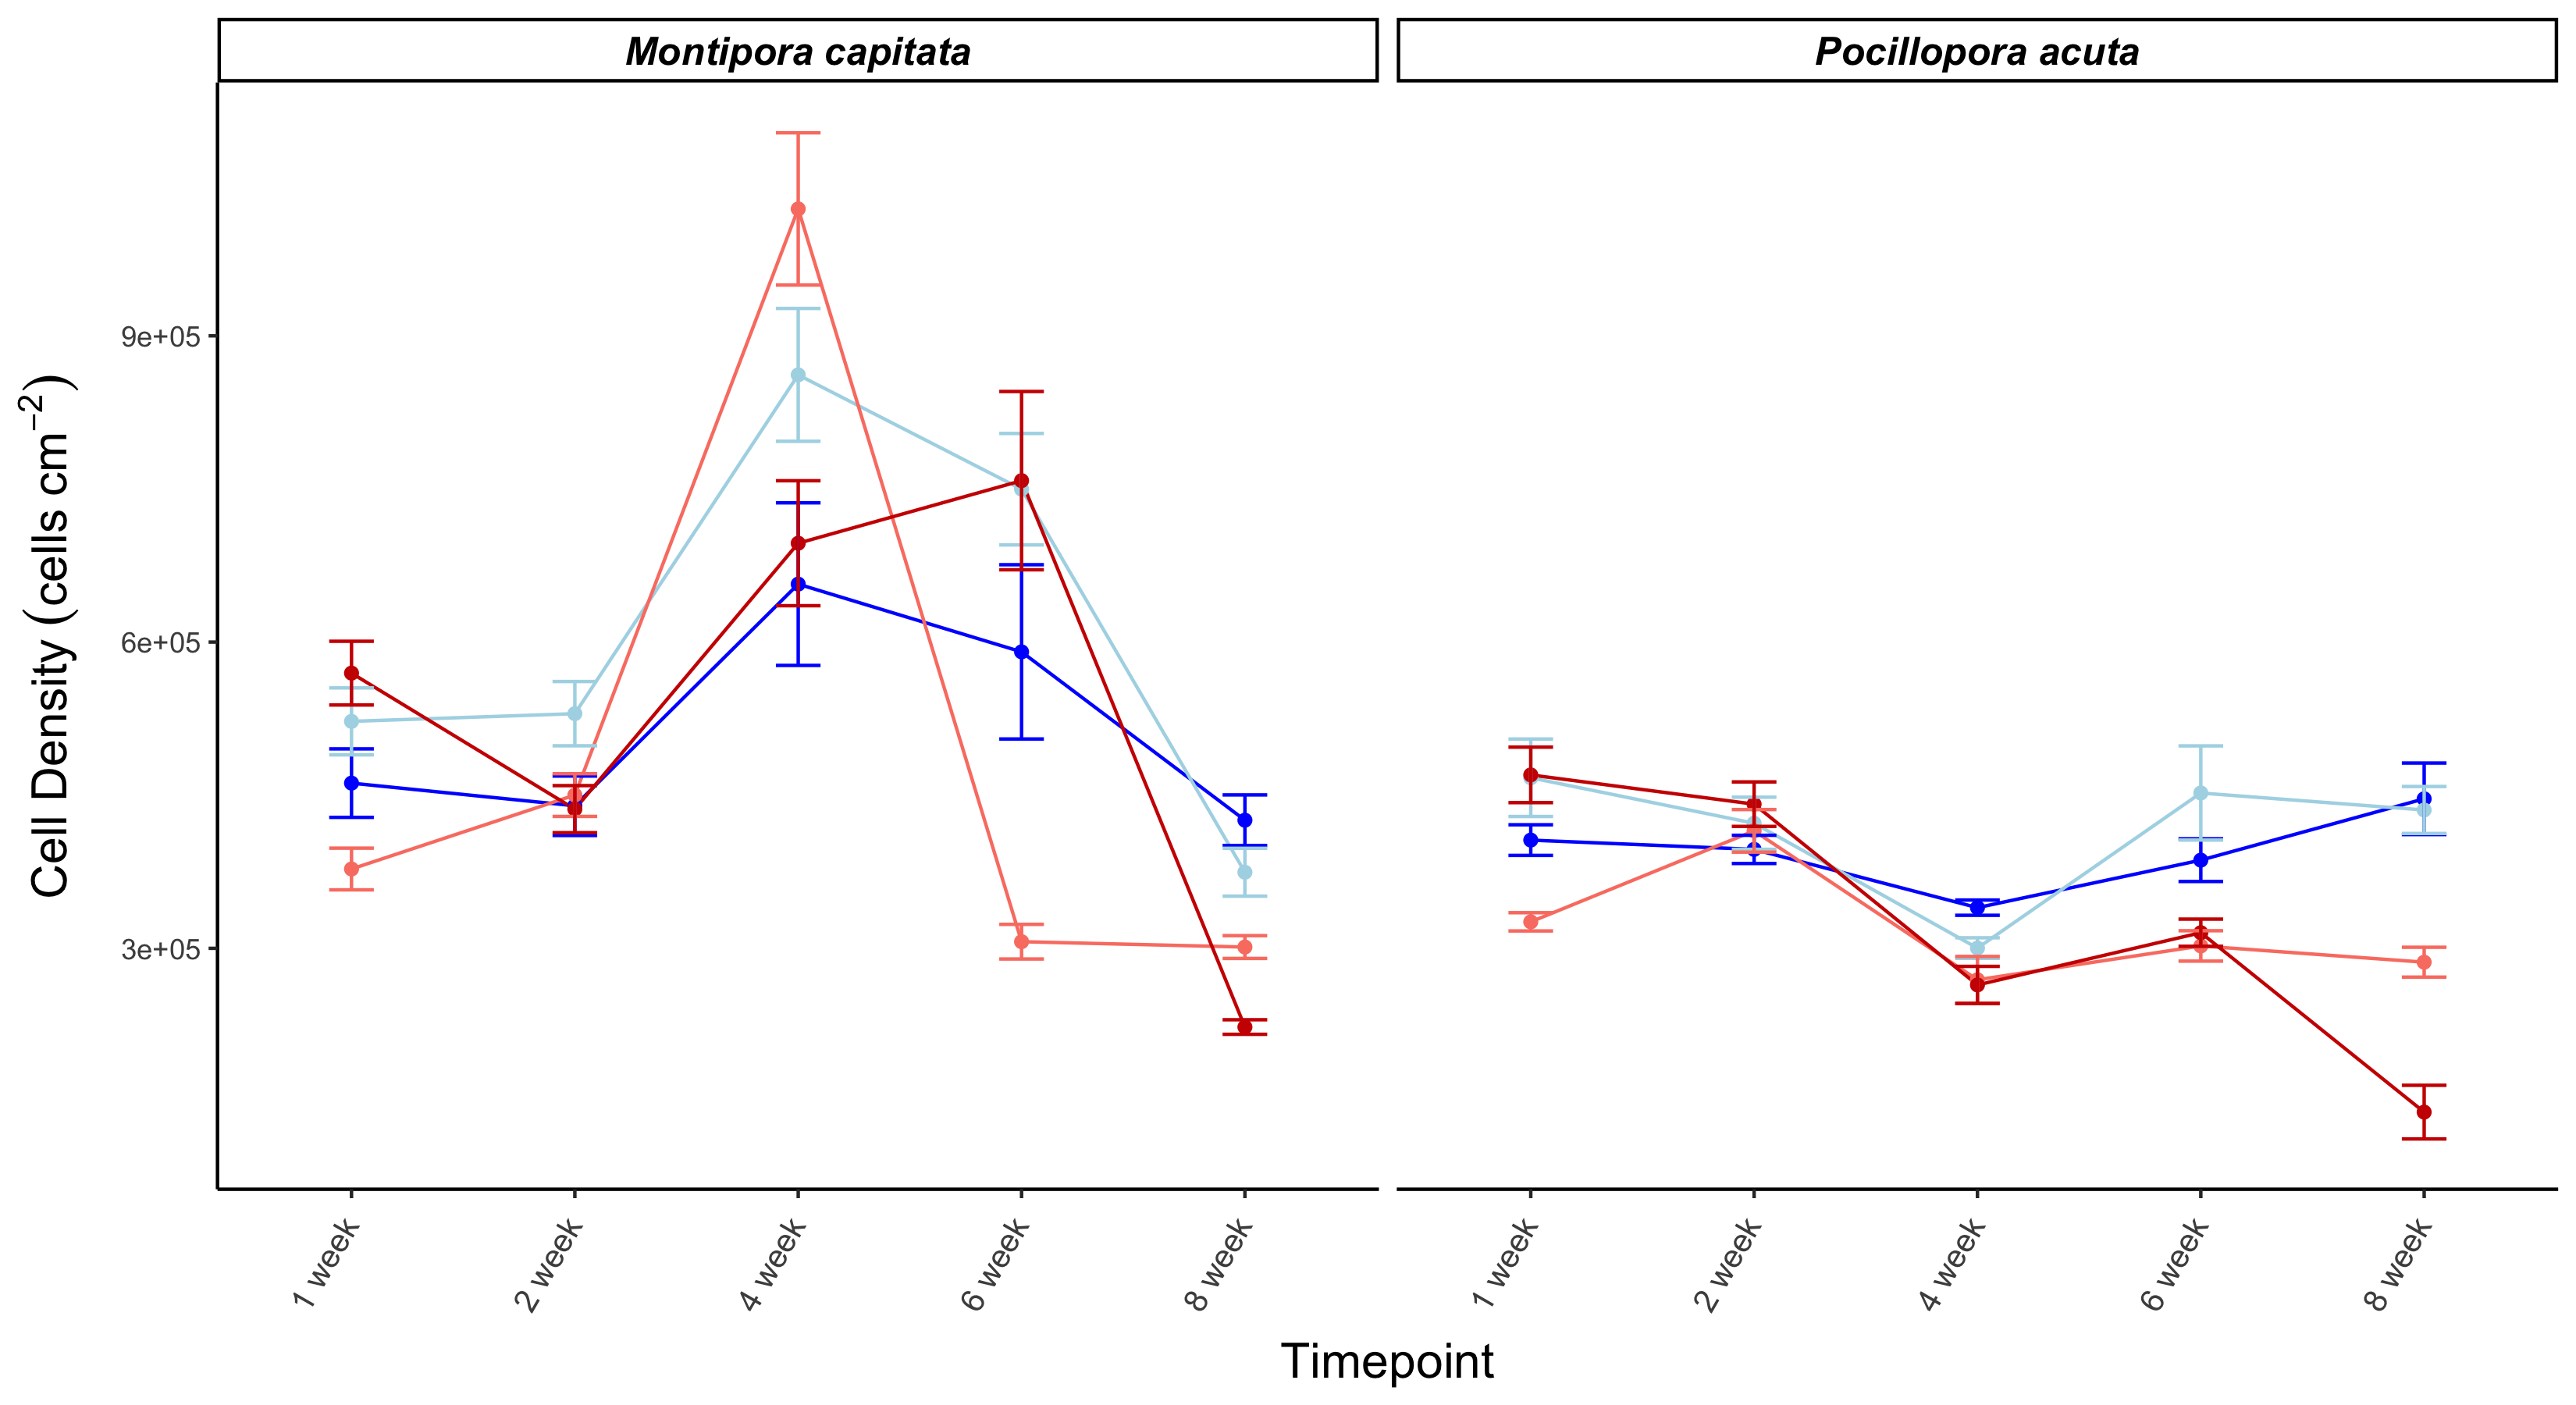 Montipora capitata
Pocillopora acuta
Cell Density (cells cm−2)
9e+05
6e+05
3e+05
1 week
2 week
4 week
6 week
8 week
1 week
2 week
4 week
6 week
8 week
Timepoint